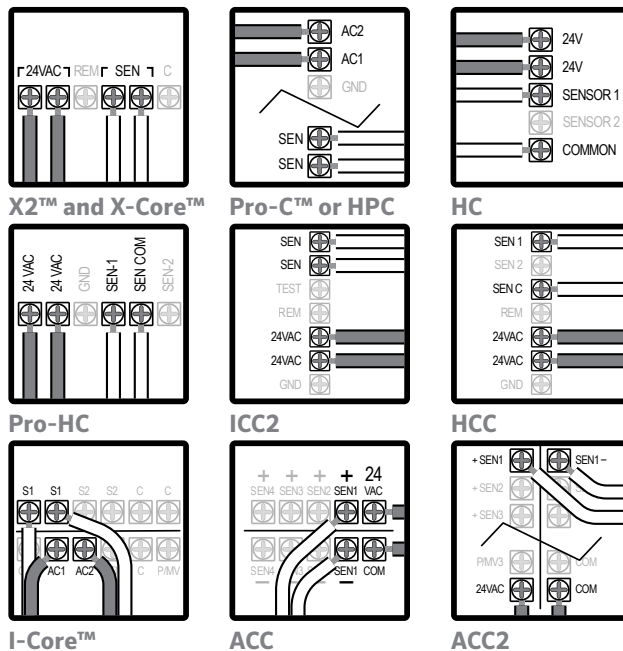 24VAC REM SEN C
X2™ and X-Core™
AC2
AC1
GND
SEN
SEN
Pro-C™ or HPC
24V
24V
SENSOR 1
SENSOR 2
COMMON
HC
24 VAC 24 VAC GND SEN-1 SEN COM SEN-2
Pro-HC
SEN
SEN
TEST
REM
24VAC
24VAC
GND
ICC2
SEN 1
SEN 2
SEN C
REM
24VAC
24VAC
GND
HCC
S1 S1 S2 S2 C C
AC1 AC2 C P/MV
I-Core™
+ + + + 24
SEN4 SEN3 SEN2 SEN1 VAC
SEN4 SEN1 COM
– –
ACC
+ SEN1 SEN1 –
+ SEN2
+ SEN3
P/MV3 COM
24VAC COM
ACC2